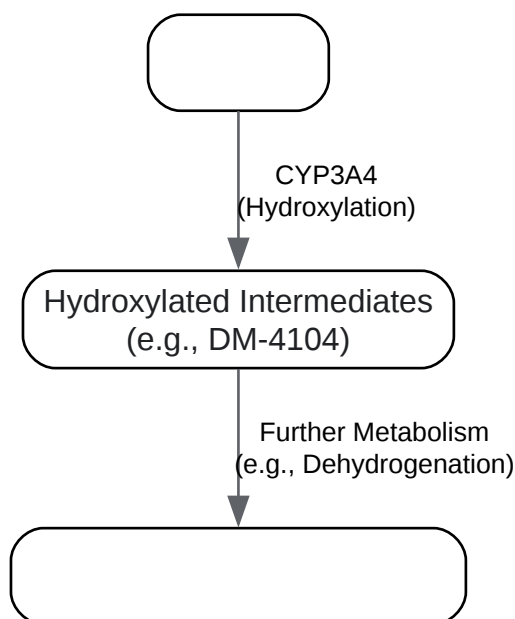 CYP3A4
(Hydroxylation)
Hydroxylated Intermediates
(e.g., DM-4104)
Further Metabolism
(e.g., Dehydrogenation)